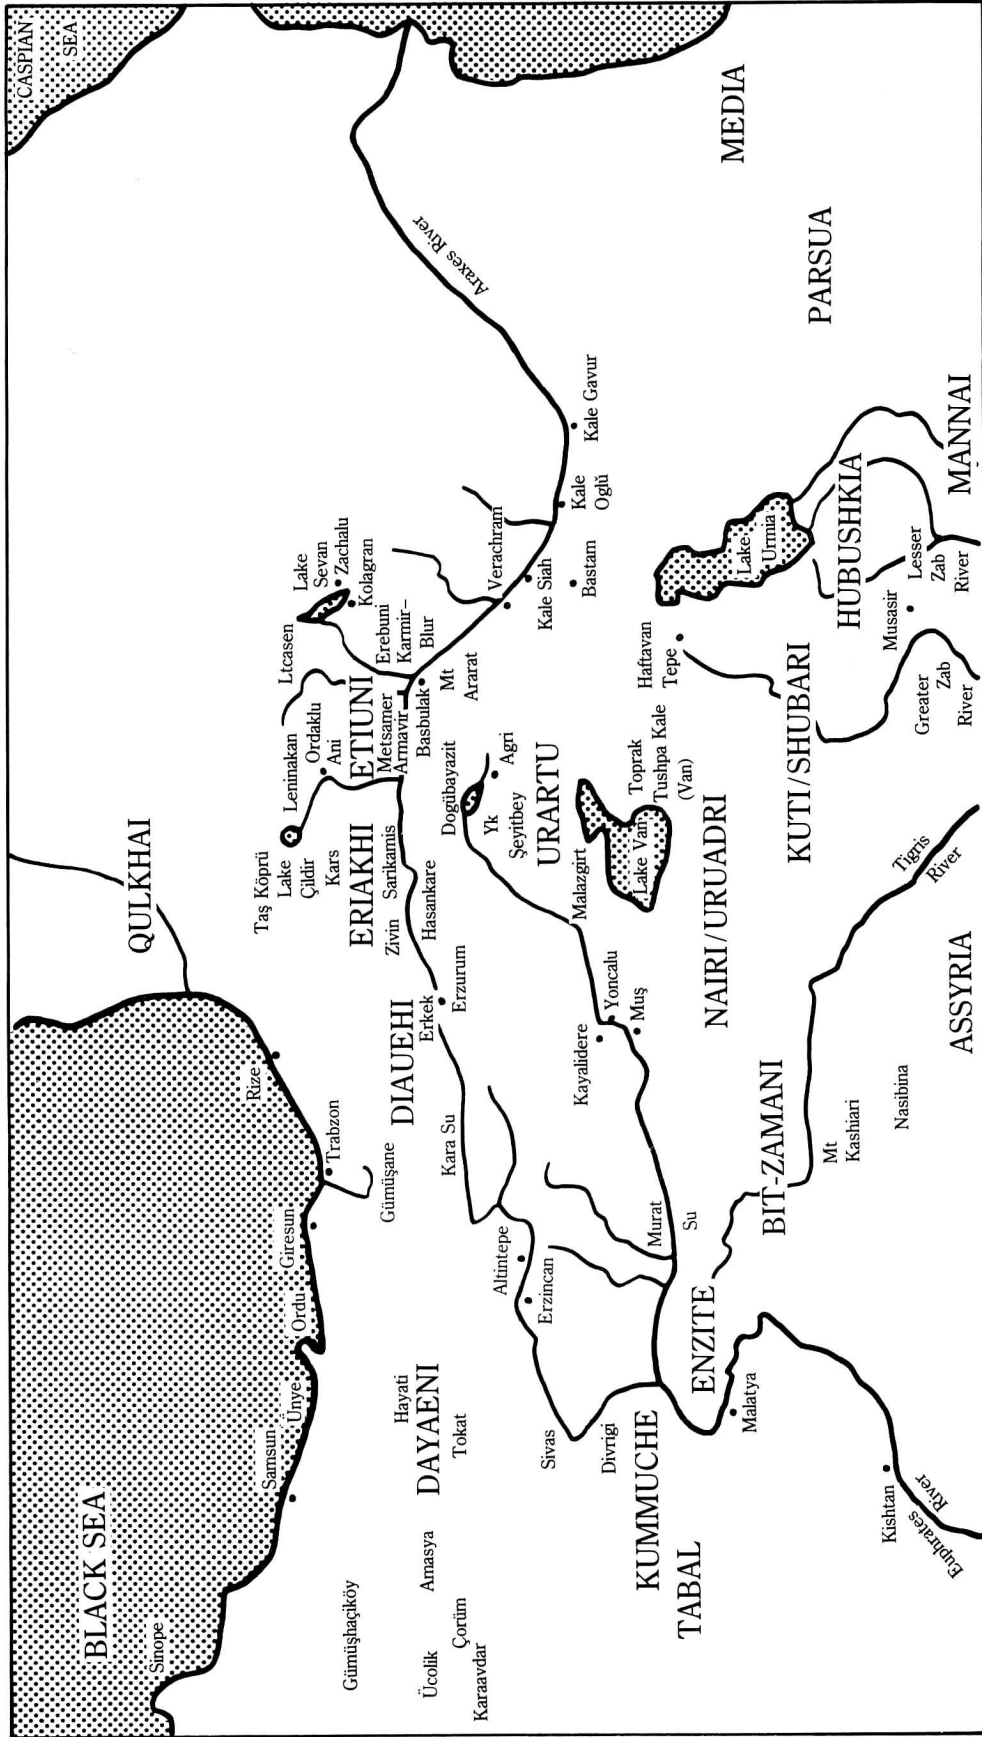 BLACK SEA
Sinope
Samsun
Ünye
Ordu
Giresun
Trabzon
Rize
QULKHAI
CASPIAN
SEA
Gümüşhaçiköy
Amasya
Ücolik
Çorüm
Karaavdar
Hayati
DAYAENI
Tokat
Gümüşane
DIAUEHI
Erkek
Erzurum
Kara Su
Taş Köprü
Lake
Çildir
Kars
ERIAKHI
Zivin
Sarikamis
Hasankare
Leninakan
Ordaklu
Ani
ETIUNI
Metsamer
Armavir
Basbulak
Ltcasen
Lake
Sevan
Zachalu
Kolagran
Erebuni
Karmir–
Blur
Mt
Ararat
Verachram
Kale Siah
Bastam
Kale
Oglŭ
Kale Gavur
Araxes River
MEDIA
PARSUA
Sivas
Divrigi
Altintepe
Erzincan
Murat
Su
Kayalidere
Yoncalu
Muş
Malazgirt
Dogübayazit
Yk
Şeyitbey
Agri
URARTU
Lake Van
Toprak
Tushpa Kale
(Van)
Haftavan
Tepe
Lake
Urmia
KUMMUCHE
TABAL
ENZITE
Malatya
BIT-ZAMANI
NAIRI/URUADRI
KUTI/SHUBARI
HUBUSHKIA
MANNAI
Musasir
Lesser
Zab
River
Greater
Zab
River
Tigris
River
Mt
Kashiari
Nasibina
ASSYRIA
Kishtan
Euphrates River